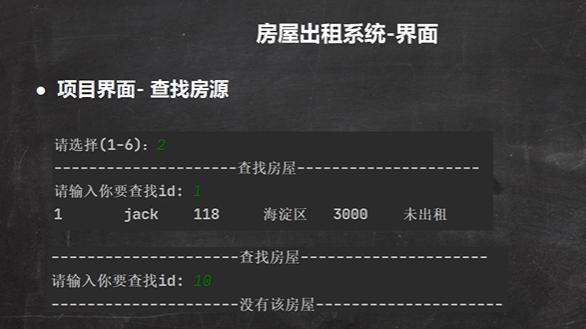 房屋出租系统-界面
● 项目界面- 查找房源
请选择(1-6): 2
---------------------查找房屋---------------------
请输入你要查找id: 1
1 jack 118 海淀区 3000 未出租
---------------------查找房屋---------------------
请输入你要查找id: 10
---------------------没有该房屋---------------------